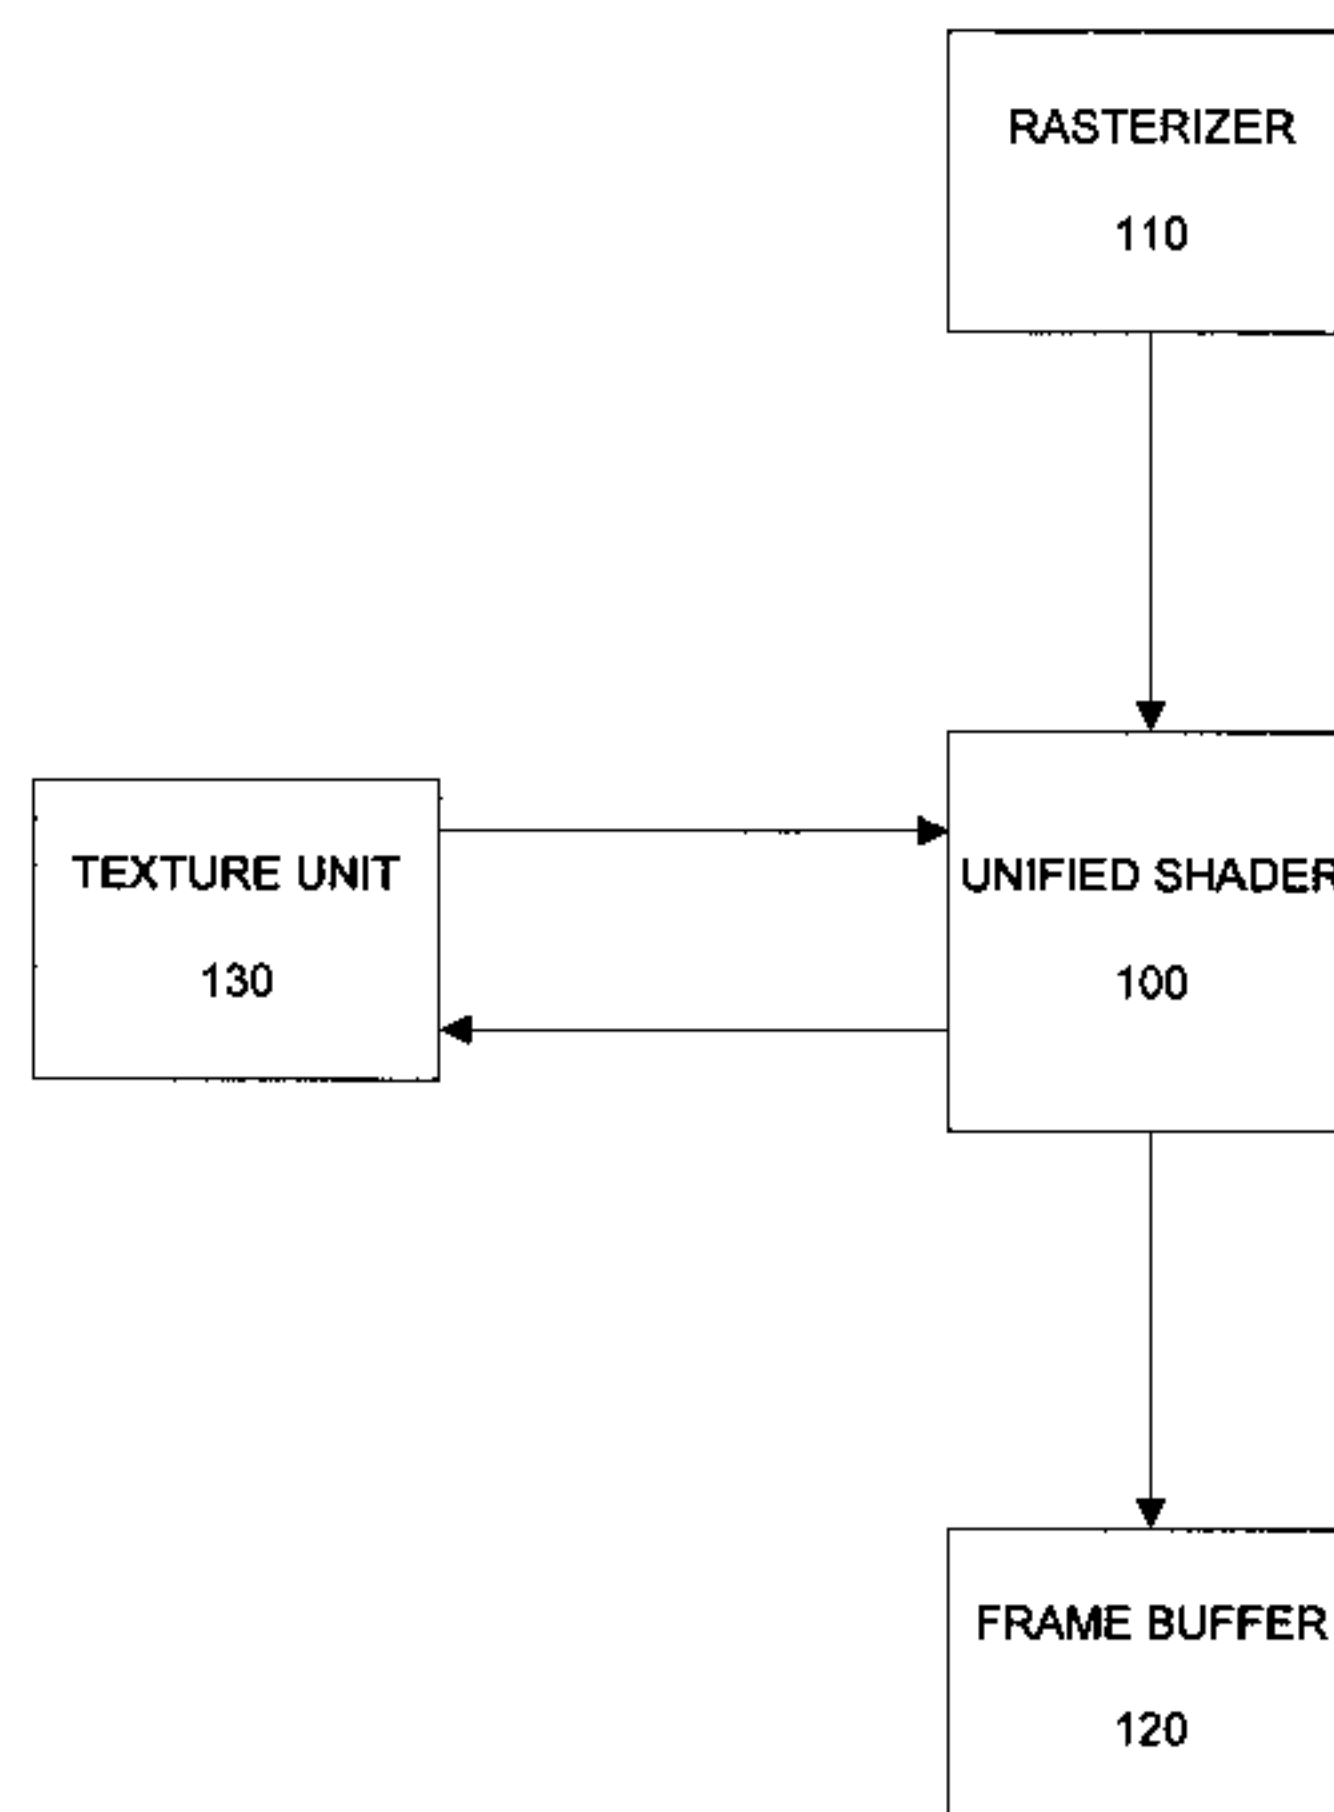 RASTERIZER
110
TEXTURE UNIT
130
UNIFIED SHADER
100
FRAME BUFFER
120